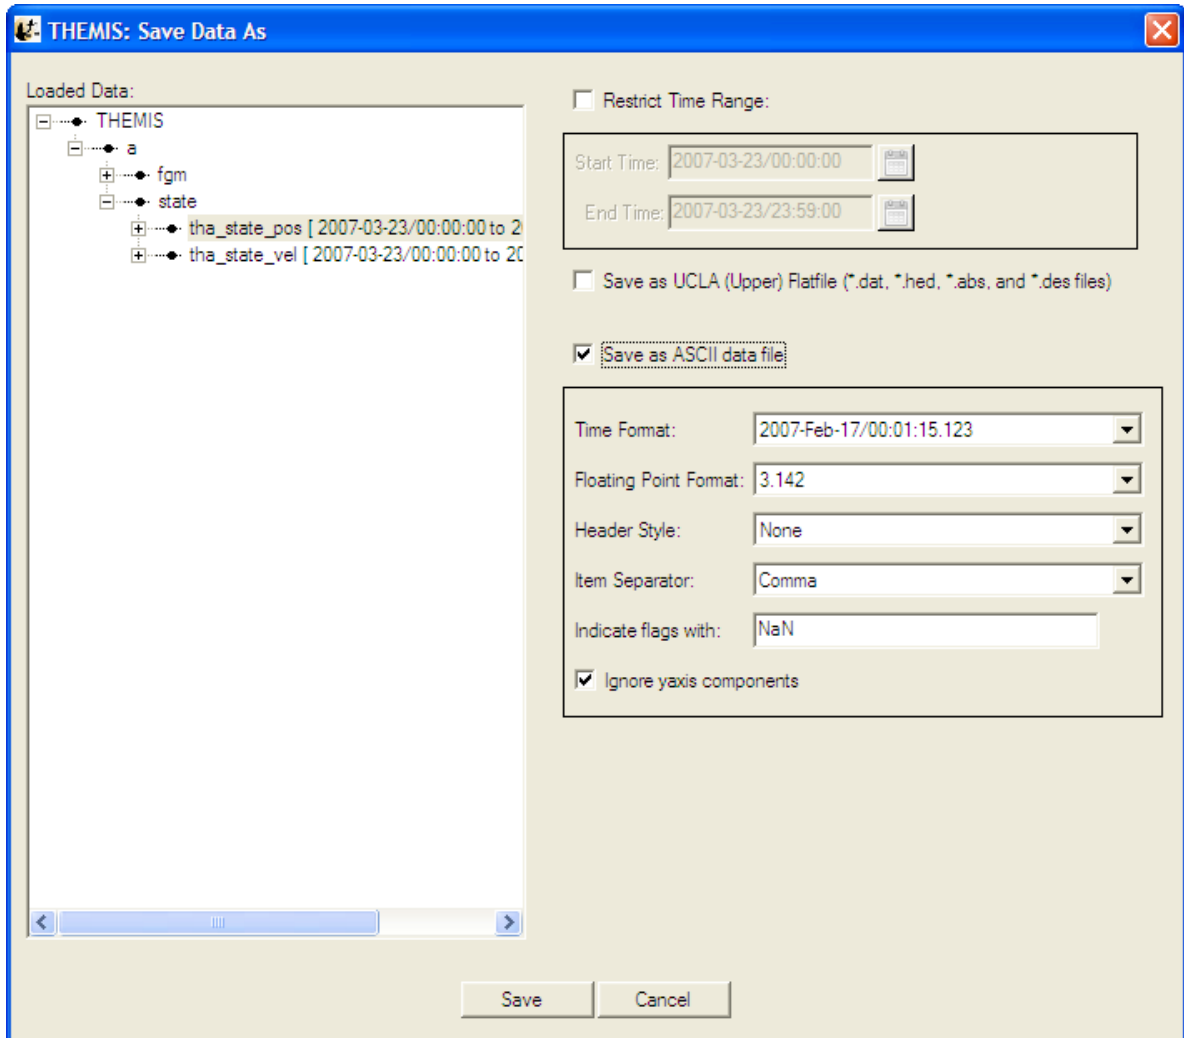 THEMIS: Save Data As
Loaded Data:
THEMIS
a
fgm
state
tha_state_pos [ 2007-03-23/00:00:00 to 2
tha_state_vel [ 2007-03-23/00:00:00 to 20
Restrict Time Range:
Start Time: 2007-03-23/00:00:00
End Time: 2007-03-23/23:59:00
Save as UCLA (Upper) Flatfile (*.dat, *.hed, *.abs, and *.des files)
Save as ASCII data file
Time Format: 2007-Feb-17/00:01:15.123
Floating Point Format: 3.142
Header Style: None
Item Separator: Comma
Indicate flags with: NaN
Ignore yaxis components
Save Cancel